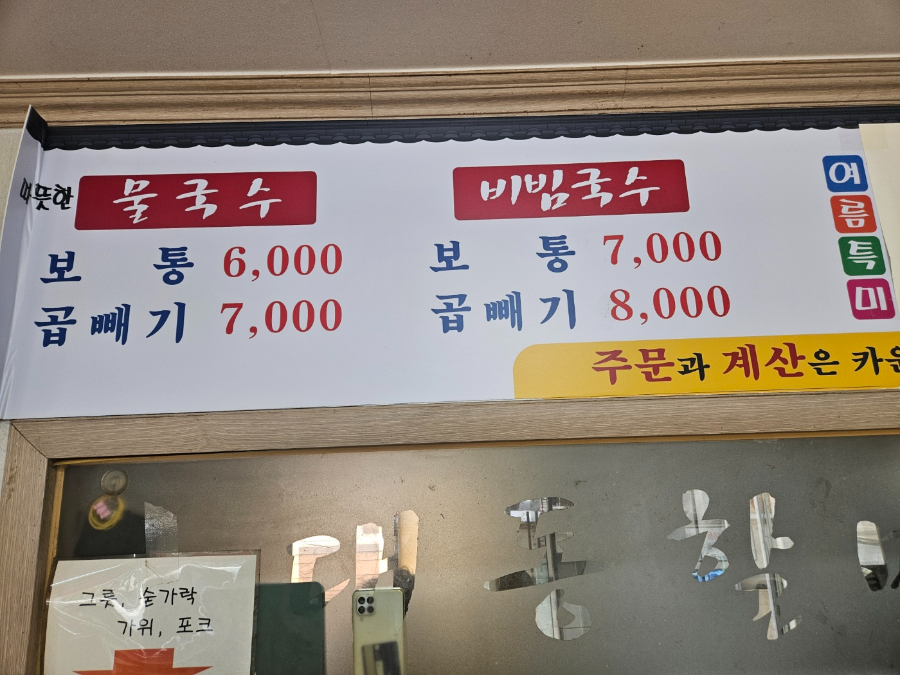 따뜻한 물국수
보통 6,000
곱빼기 7,000
비빔국수
보통 7,000
곱빼기 8,000
여름특미
주문과 계산은 카운
그릇, 숟가락
가위, 포크